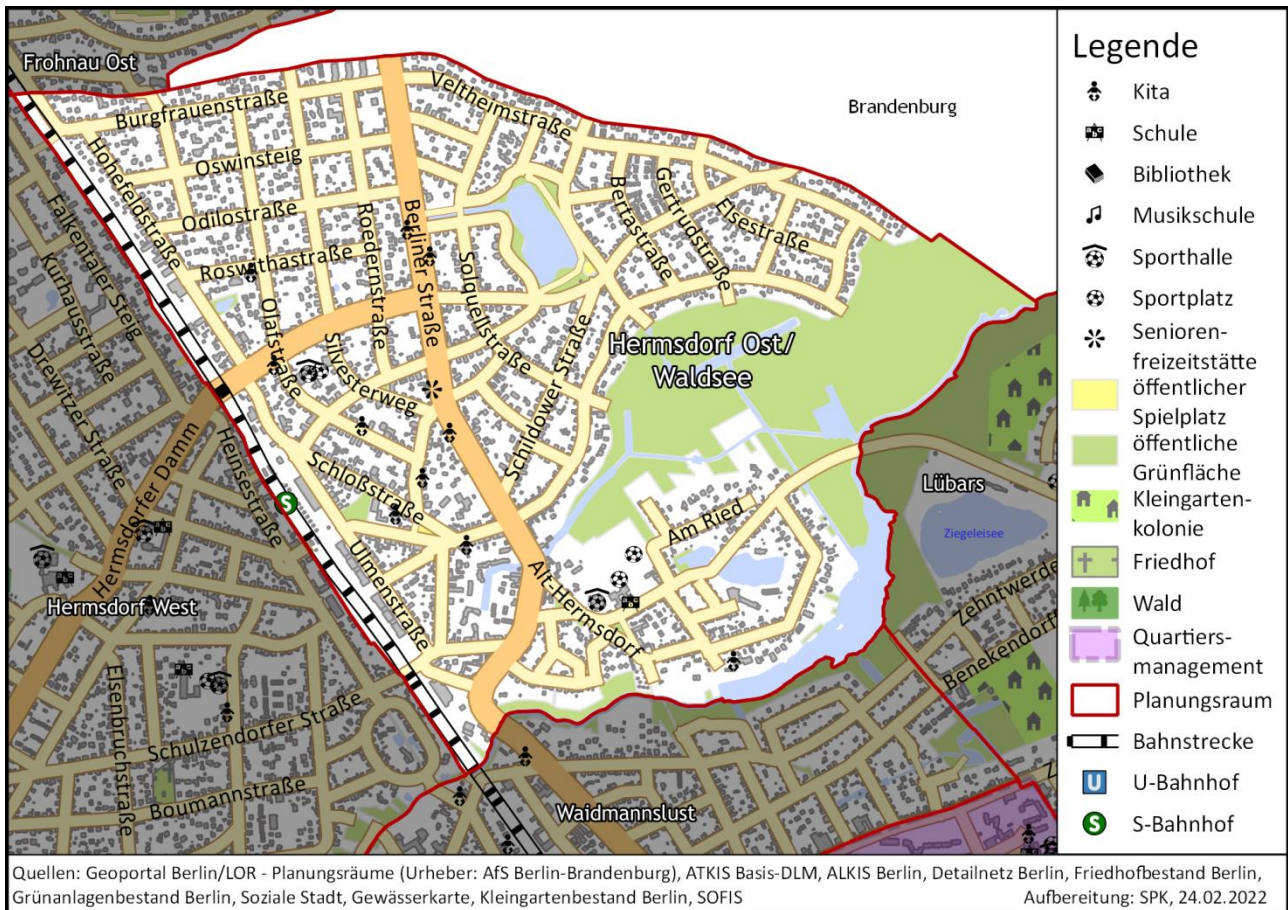 Frohnau Ost
Burgfrauenstraße
Veltheimstraße
Brandenburg
Oswinsteig
Hohefeldstraße
Odilostraße
Roedernstraße
Berliner Straße
Bertastraße
Gertrudstraße
Elsestraße
Falkentaler Steig
Kurhausstraße
Roswithastraße
Olafstraße
Silvesterweg
Solquellstraße
Schildower Straße
Hermsdorf Ost/
Waldsee
Drewitzer Straße
Hermsdorfer Damm
Heinsestraße
Schloßstraße
Lübars
Ziegeleisee
S
Am Ried
Ulmenstraße
Alt-Hermsdorf
Hermsdorf West
Zehntwerde
Benekendorff
Elsenbruchstraße
Schulzendorfer Straße
Boumannstraße
Waidmannslust
Z
Legende
Kita
Schule
Bibliothek
Musikschule
Sporthalle
Sportplatz
Senioren-
freizeitstätte
öffentlicher
Spielplatz
öffentliche
Grünfläche
Kleingarten-
kolonie
Friedhof
Wald
Quartiers-
management
Planungsraum
Bahnstrecke
U U-Bahnhof
S S-Bahnhof
Quellen: Geoportal Berlin/LOR - Planungsräume (Urheber: AfS Berlin-Brandenburg), ATKIS Basis-DLM, ALKIS Berlin, Detailnetz Berlin, Friedhofbestand Berlin,
Grünanlagenbestand Berlin, Soziale Stadt, Gewässerkarte, Kleingartenbestand Berlin, SOFIS
Aufbereitung: SPK, 24.02.2022